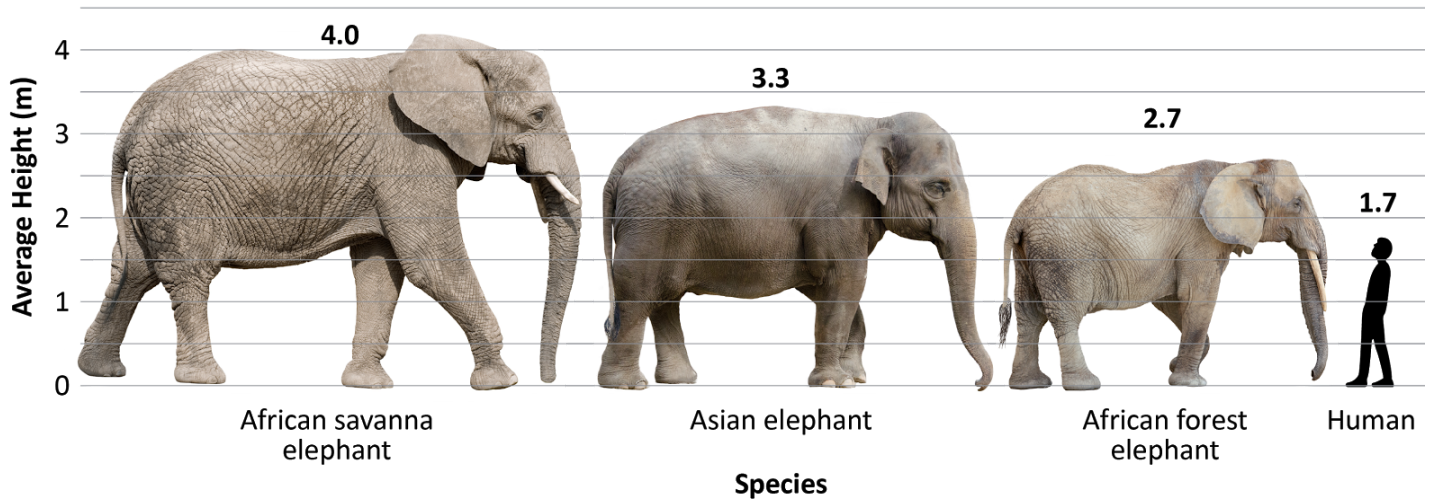 4.0
3.3
2.7
1.7
Average Height (m)
4
3
2
1
0
African savanna
elephant
Asian elephant
African forest
elephant
Human
Species